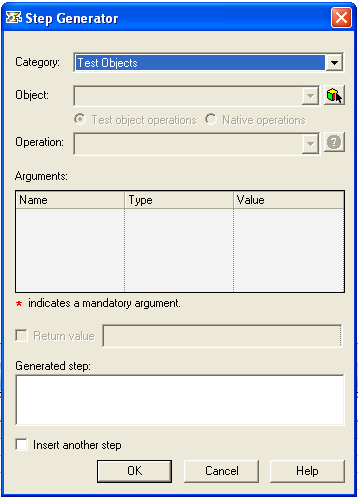 Step Generator
Category: Test Objects
Object:
Test object operations Native operations
Operation:
Arguments:
Name Type Value
* indicates a mandatory argument.
Return value
Generated step:
Insert another step
OK Cancel Help